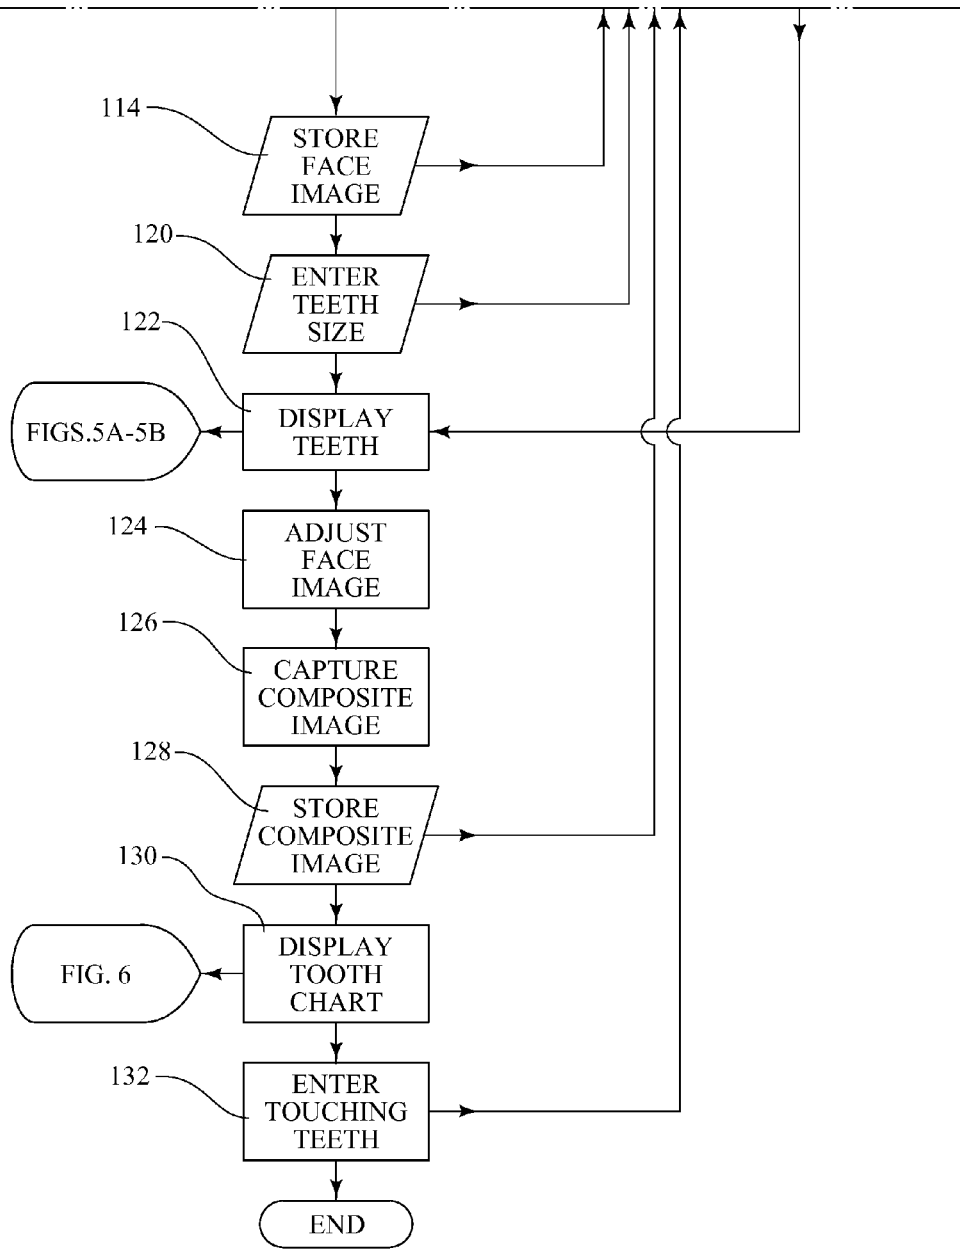 114
STORE
FACE
IMAGE
120
ENTER
TEETH
SIZE
122
DISPLAY
TEETH
FIGS.5A-5B
124
ADJUST
FACE
IMAGE
126
CAPTURE
COMPOSITE
IMAGE
128
STORE
COMPOSITE
IMAGE
130
DISPLAY
TOOTH
CHART
FIG. 6
132
ENTER
TOUCHING
TEETH
END